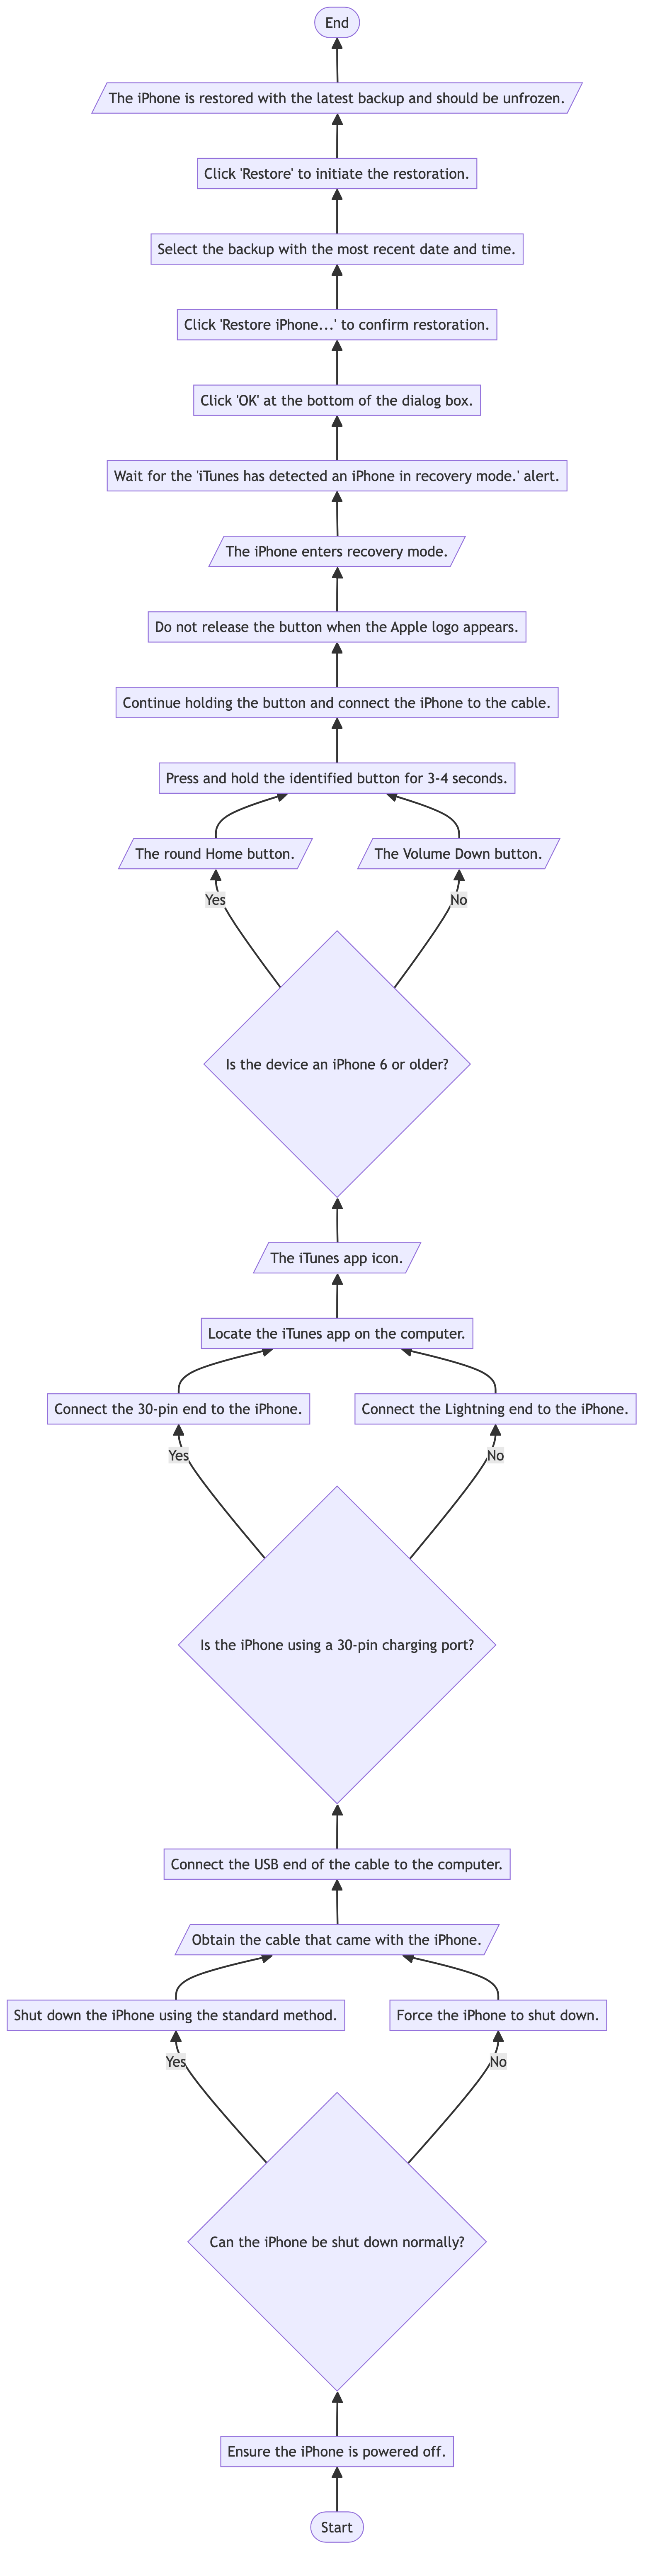 End
The iPhone is restored with the latest backup and should be unfrozen.
Click 'Restore' to initiate the restoration.
Select the backup with the most recent date and time.
Click 'Restore iPhone...' to confirm restoration.
Click 'OK' at the bottom of the dialog box.
Wait for the 'iTunes has detected an iPhone in recovery mode.' alert.
The iPhone enters recovery mode.
Do not release the button when the Apple logo appears.
Continue holding the button and connect the iPhone to the cable.
Press and hold the identified button for 3-4 seconds.
The round Home button.
The Volume Down button.
Yes
No
Is the device an iPhone 6 or older?
The iTunes app icon.
Locate the iTunes app on the computer.
Connect the 30-pin end to the iPhone.
Connect the Lightning end to the iPhone.
Yes
No
Is the iPhone using a 30-pin charging port?
Connect the USB end of the cable to the computer.
Obtain the cable that came with the iPhone.
Shut down the iPhone using the standard method.
Force the iPhone to shut down.
Yes
No
Can the iPhone be shut down normally?
Ensure the iPhone is powered off.
Start